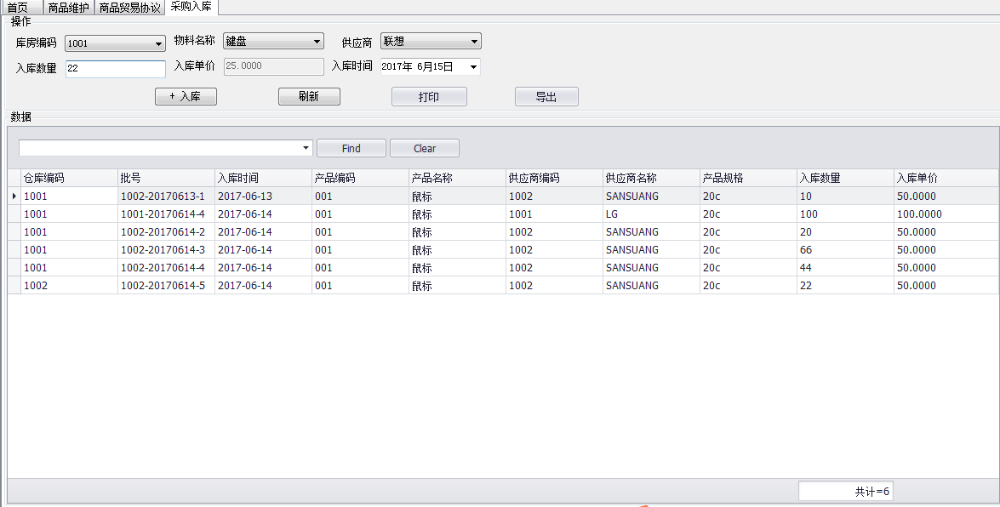 首页 商品维护 商品贸易协议 采购入库
操作
库房编码 1001 物料名称 键盘 供应商 联想
入库数量 22 入库单价 25.0000 入库时间 2017年 6月15日
+ 入库 刷新 打印 导出
数据
Find Clear
仓库编码 批号 入库时间 产品编码 产品名称 供应商编码 供应商名称 产品规格 入库数量 入库单价
1001 1002-20170613-1 2017-06-13 001 鼠标 1002 SANSUANG 20c 10 50.0000
1001 1001-20170614-4 2017-06-14 001 鼠标 1001 LG 20c 100 100.0000
1001 1002-20170614-2 2017-06-14 001 鼠标 1002 SANSUANG 20c 20 50.0000
1001 1002-20170614-3 2017-06-14 001 鼠标 1002 SANSUANG 20c 66 50.0000
1001 1002-20170614-4 2017-06-14 001 鼠标 1002 SANSUANG 20c 44 50.0000
1002 1002-20170614-5 2017-06-14 001 鼠标 1002 SANSUANG 20c 22 50.0000
共计=6